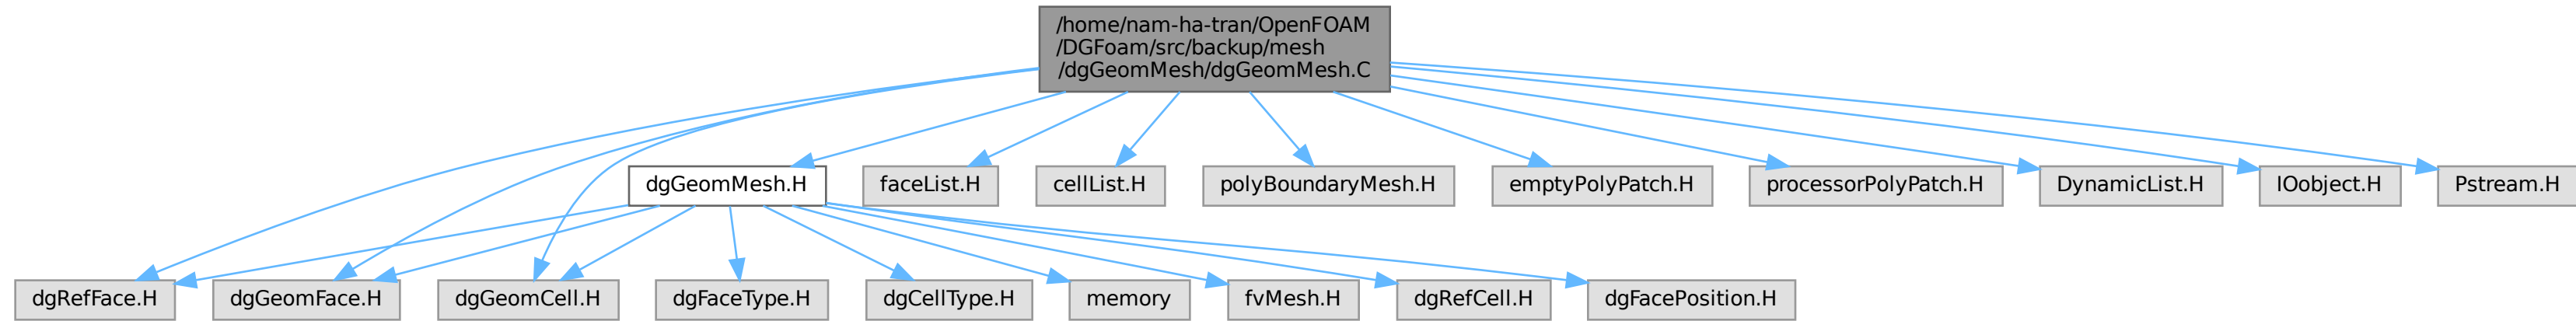 /home/nam-ha-tran/OpenFOAM
/DGFoam/src/backup/mesh
/dgGeomMesh/dgGeomMesh.C
dgGeomMesh.H
faceList.H
cellList.H
polyBoundaryMesh.H
emptyPolyPatch.H
processorPolyPatch.H
DynamicList.H
IOobject.H
Pstream.H
dgRefFace.H
dgGeomFace.H
dgGeomCell.H
dgFaceType.H
dgCellType.H
memory
fvMesh.H
dgRefCell.H
dgFacePosition.H